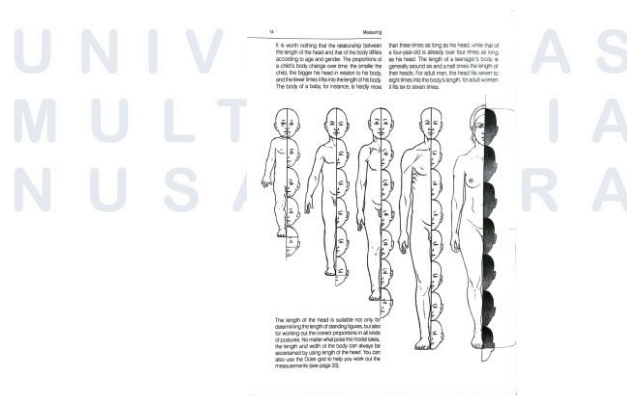 14 Measuring
It is worth nothing that the relationship between
the length of the head and that of the body differs
according to age and gender. The proportions of
a child's body change over time: the smaller the
child, the bigger his head in relation to his body,
and the fewer times it fits into the length of his body.
The body of a baby, for instance, is hardly more
than three times as long as his head, while that of
a four-year-old is already over four times as long
as his head. The length of a teenager's body is
generally around six and a half times the length of
their heads. For adult men, the head fits seven to
eight times into the body's length; for adult women
it fits six to seven times.
The length of the head is suitable not only for
determining the length of standing figures, but also
for working out the correct proportions in all kinds
of postures. No matter what pose the model takes,
the length and width of the body can always be
ascertained by using length of the head. You can
also use the Dürer grid to help you work out the
measurements (see page 20).
UNIV AS
MULT IA
NUSA RA